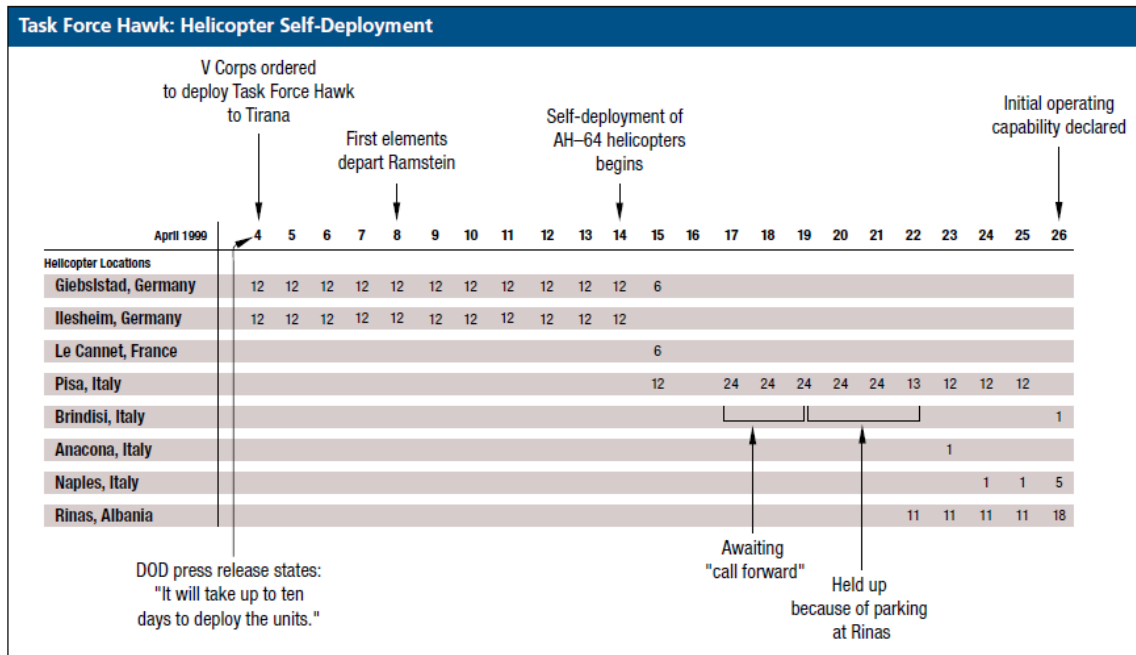 Task Force Hawk: Helicopter Self-Deployment
V Corps ordered
to deploy Task Force Hawk
to Tirana
First elements
depart Ramstein
Self-deployment of
AH–64 helicopters
begins
Initial operating
capability declared
April 1999 4 5 6 7 8 9 10 11 12 13 14 15 16 17 18 19 20 21 22 23 24 25 26
Helicopter Locations
Giebslstad, Germany 12 12 12 12 12 12 12 12 12 12 12 6
Ilesheim, Germany 12 12 12 12 12 12 12 12 12 12 12
Le Cannet, France 6
Pisa, Italy 12 24 24 24 24 24 13 12 12 12
Brindisi, Italy 1
Anacona, Italy 1
Naples, Italy 1 1 5
Rinas, Albania 11 11 11 11 18
DOD press release states:
"It will take up to ten
days to deploy the units."
Awaiting
"call forward"
Held up
because of parking
at Rinas